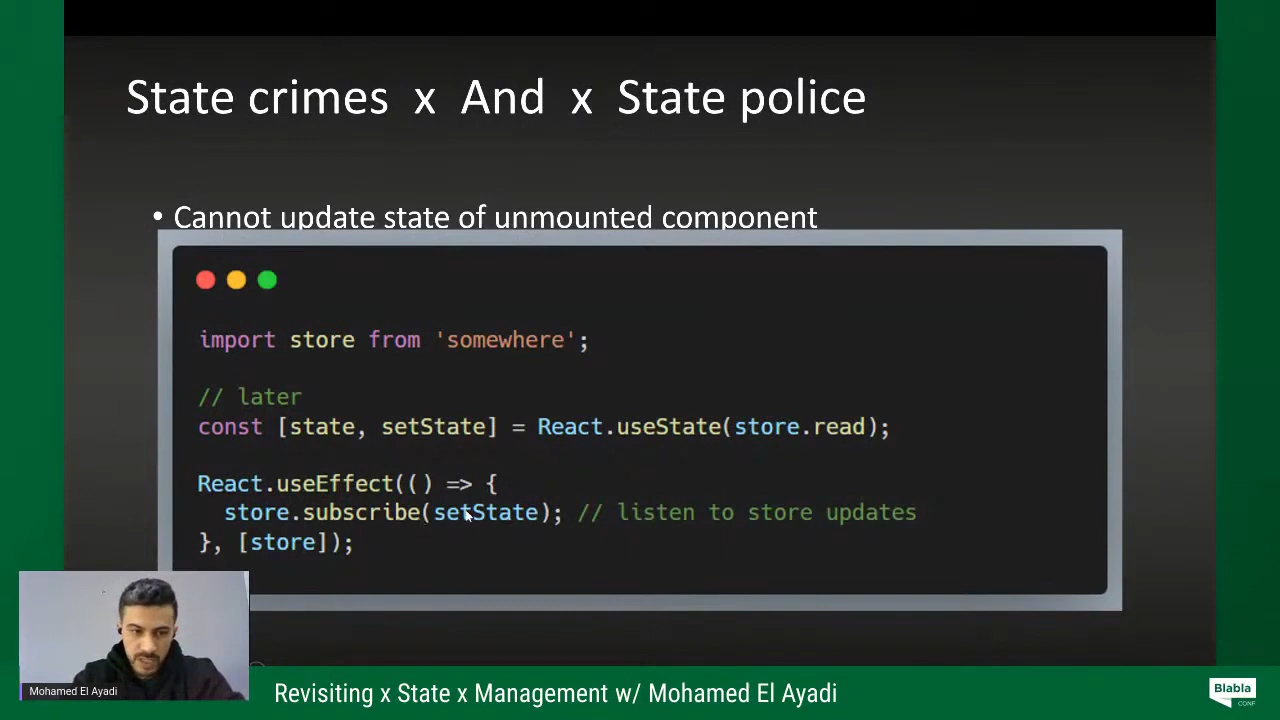 State crimes x And x State police
• Cannot update state of unmounted component
import store from 'somewhere';
// later
const [state, setState] = React.useState(store.read);
React.useEffect(() => {
store.subscribe(setState); // listen to store updates
}, [store]);
Mohamed El Ayadi
Revisiting x State x Management w/ Mohamed El Ayadi
Blabla
CONF